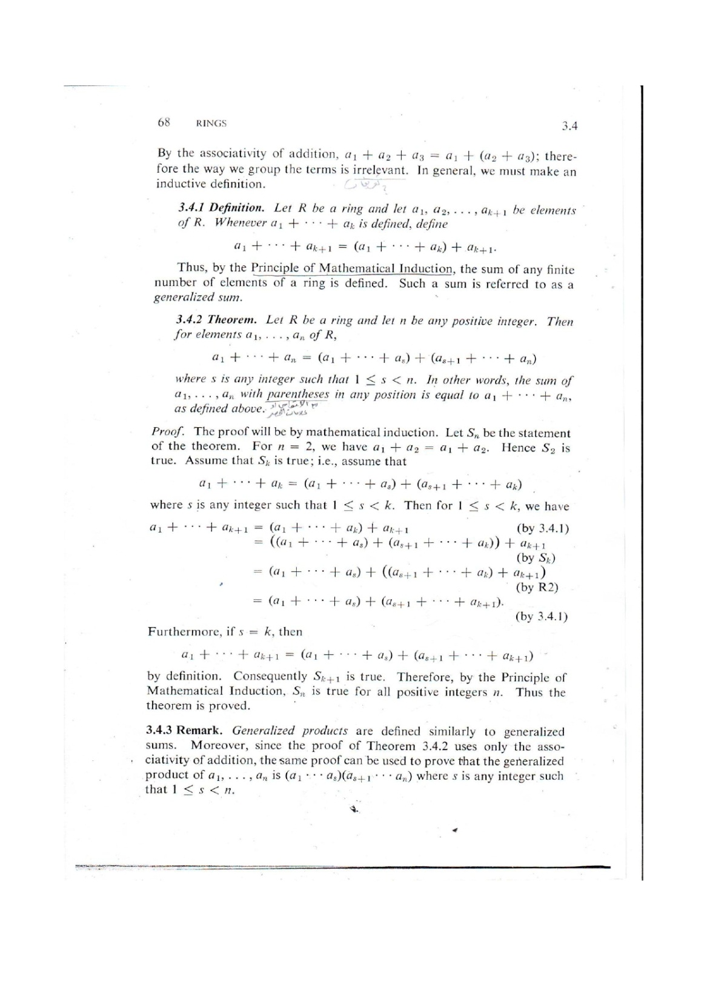 68 RINGS 3.4
By the associativity of addition, a₁ + a₂ + a₃ = a₁ + (a₂ + a₃); there-
fore the way we group the terms is irrelevant. In general, we must make an
inductive definition.
3.4.1 Definition. Let R be a ring and let a₁, a₂, . . . , aₖ₊₁ be elements
of R. Whenever a₁ + · · · + aₖ is defined, define
a₁ + · · · + aₖ₊₁ = (a₁ + · · · + aₖ) + aₖ₊₁.
Thus, by the Principle of Mathematical Induction, the sum of any finite
number of elements of a ring is defined. Such a sum is referred to as a
generalized sum.
3.4.2 Theorem. Let R be a ring and let n be any positive integer. Then
for elements a₁, . . . , aₙ of R,
a₁ + · · · + aₙ = (a₁ + · · · + aₛ) + (aₛ₊₁ + · · · + aₙ)
where s is any integer such that 1 ≤ s < n. In other words, the sum of
a₁, . . . , aₙ with parentheses in any position is equal to a₁ + · · · + aₙ,
as defined above.
Proof. The proof will be by mathematical induction. Let Sₙ be the statement
of the theorem. For n = 2, we have a₁ + a₂ = a₁ + a₂. Hence S₂ is
true. Assume that Sₖ is true; i.e., assume that
a₁ + · · · + aₖ = (a₁ + · · · + aₛ) + (aₛ₊₁ + · · · + aₖ)
where s is any integer such that 1 ≤ s < k. Then for 1 ≤ s < k, we have
a₁ + · · · + aₖ₊₁ = (a₁ + · · · + aₖ) + aₖ₊₁ (by 3.4.1)
= ((a₁ + · · · + aₛ) + (aₛ₊₁ + · · · + aₖ)) + aₖ₊₁
(by Sₖ)
= (a₁ + · · · + aₛ) + ((aₛ₊₁ + · · · + aₖ) + aₖ₊₁)
(by R2)
= (a₁ + · · · + aₛ) + (aₛ₊₁ + · · · + aₖ₊₁).
(by 3.4.1)
Furthermore, if s = k, then
a₁ + · · · + aₖ₊₁ = (a₁ + · · · + aₛ) + (aₛ₊₁ + · · · + aₖ₊₁)
by definition. Consequently Sₖ₊₁ is true. Therefore, by the Principle of
Mathematical Induction, Sₙ is true for all positive integers n. Thus the
theorem is proved.
3.4.3 Remark. Generalized products are defined similarly to generalized
sums. Moreover, since the proof of Theorem 3.4.2 uses only the asso-
ciativity of addition, the same proof can be used to prove that the generalized
product of a₁, . . . , aₙ is (a₁ · · · aₛ)(aₛ₊₁ · · · aₙ) where s is any integer such
that 1 ≤ s < n.